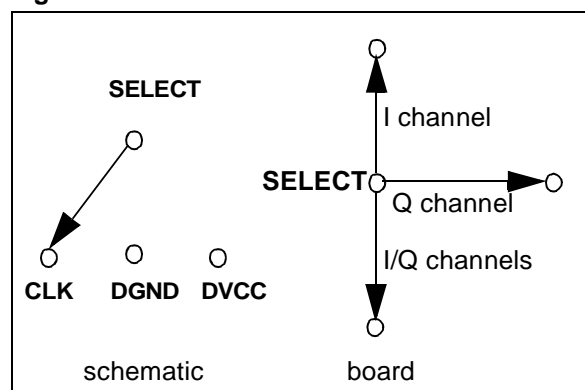 SELECT
CLK DGND DVCC
schematic
I channel
SELECT
Q channel
I/Q channels
board